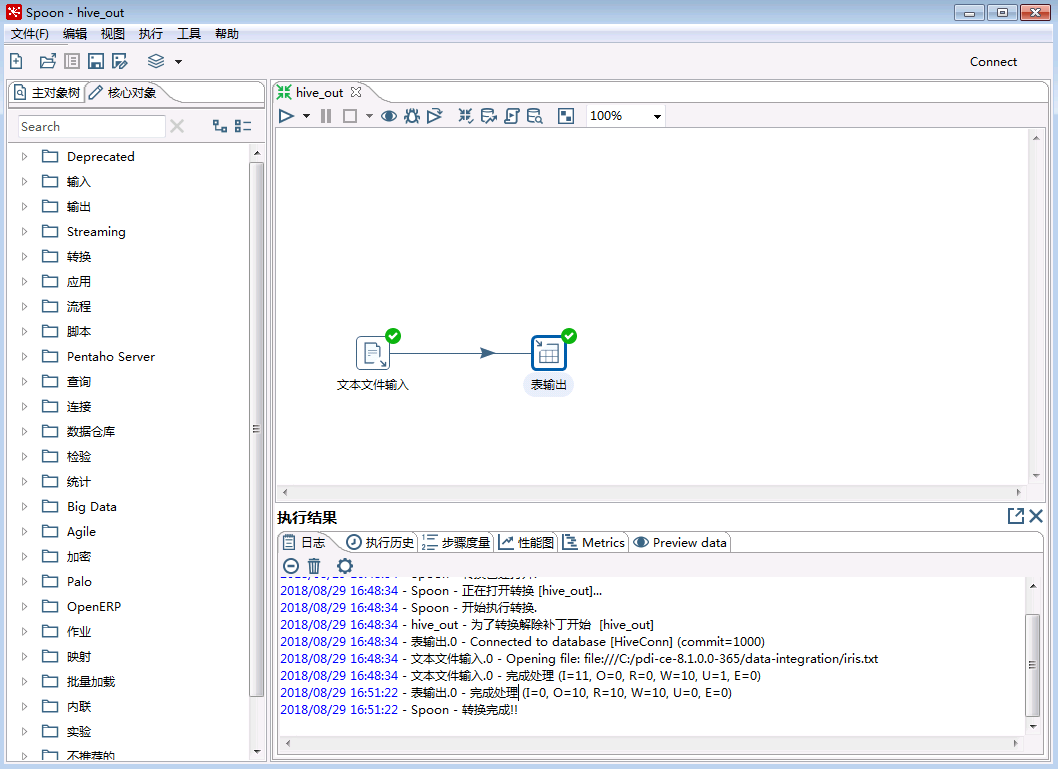 Spoon - hive_out
文件(F) 编辑 视图 执行 工具 帮助
Connect
主对象树 核心对象
Search
Deprecated
输入
输出
Streaming
转换
应用
流程
脚本
Pentaho Server
查询
连接
数据仓库
检验
统计
Big Data
Agile
加密
Palo
OpenERP
作业
映射
批量加载
内联
实验
不推荐的
hive_out
100%
文本文件输入
表输出
执行结果
日志 执行历史 步骤度量 性能图 Metrics Preview data
2018/08/29 16:48:34 - Spoon - 正在打开转换 [hive_out]...
2018/08/29 16:48:34 - Spoon - 开始执行转换.
2018/08/29 16:48:34 - hive_out - 为了转换解除补丁开始 [hive_out]
2018/08/29 16:48:34 - 表输出.0 - Connected to database [HiveConn] (commit=1000)
2018/08/29 16:48:34 - 文本文件输入.0 - Opening file: file:///C:/pdi-ce-8.1.0.0-365/data-integration/iris.txt
2018/08/29 16:48:34 - 文本文件输入.0 - 完成处理 (I=11, O=0, R=0, W=10, U=1, E=0)
2018/08/29 16:51:22 - 表输出.0 - 完成处理 (I=0, O=10, R=10, W=10, U=0, E=0)
2018/08/29 16:51:22 - Spoon - 转换完成!!